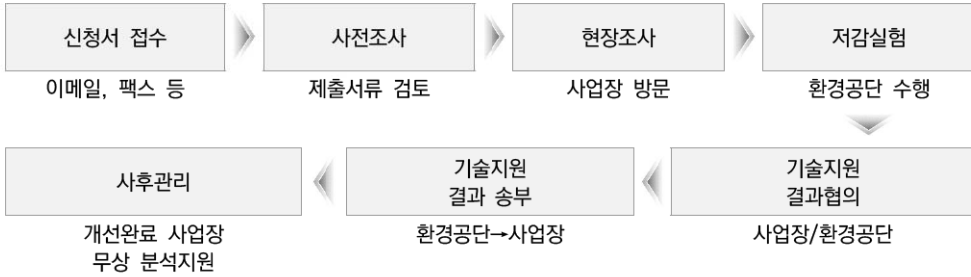 신청서 접수
사전조사
현장조사
저감실험
이메일, 팩스 등
제출서류 검토
사업장 방문
환경공단 수행
사후관리
기술지원
결과 송부
기술지원
결과협의
개선완료 사업장
무상 분석지원
환경공단→사업장
사업장/환경공단